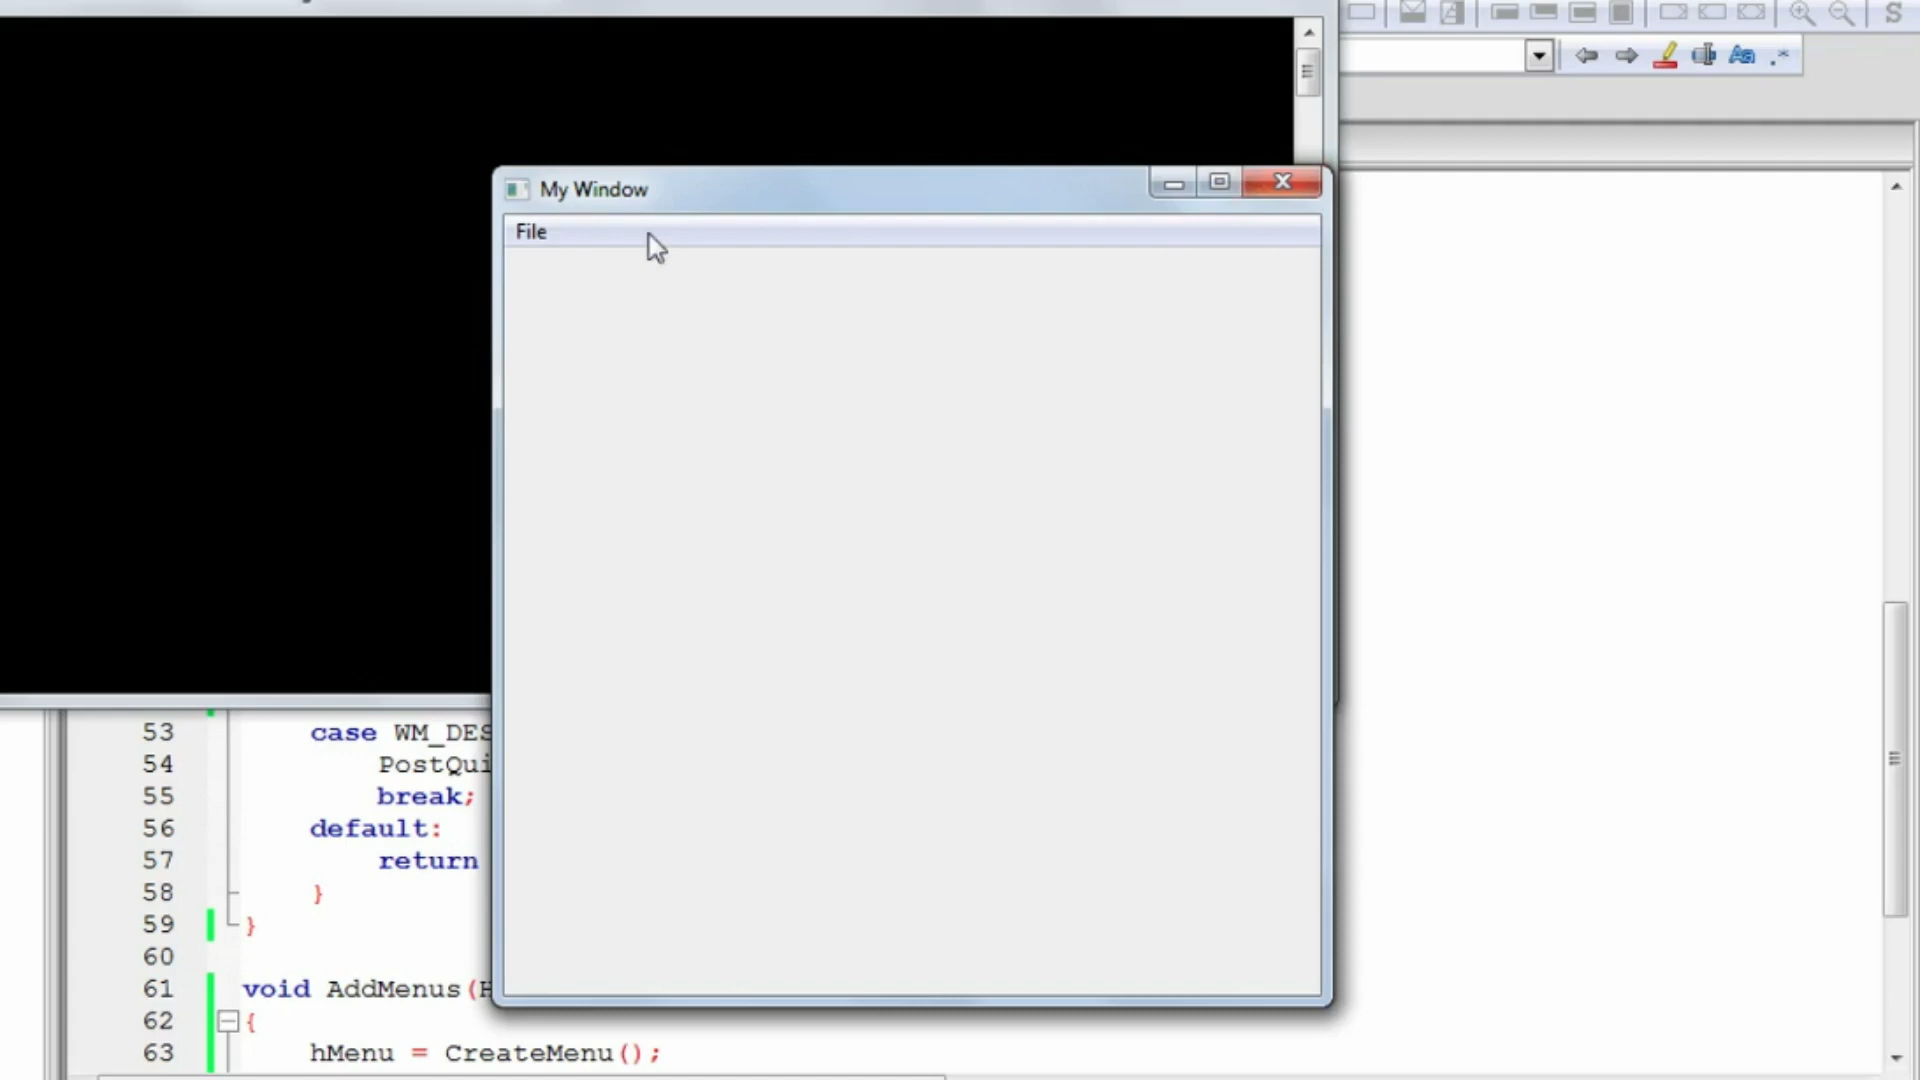 S
Aa
.*
My Window
File
53 case WM_DES
54 PostQui
55 break;
56 default:
57 return
58 }
59 }
60
61 void AddMenus(H
62 {
63 hMenu = CreateMenu();